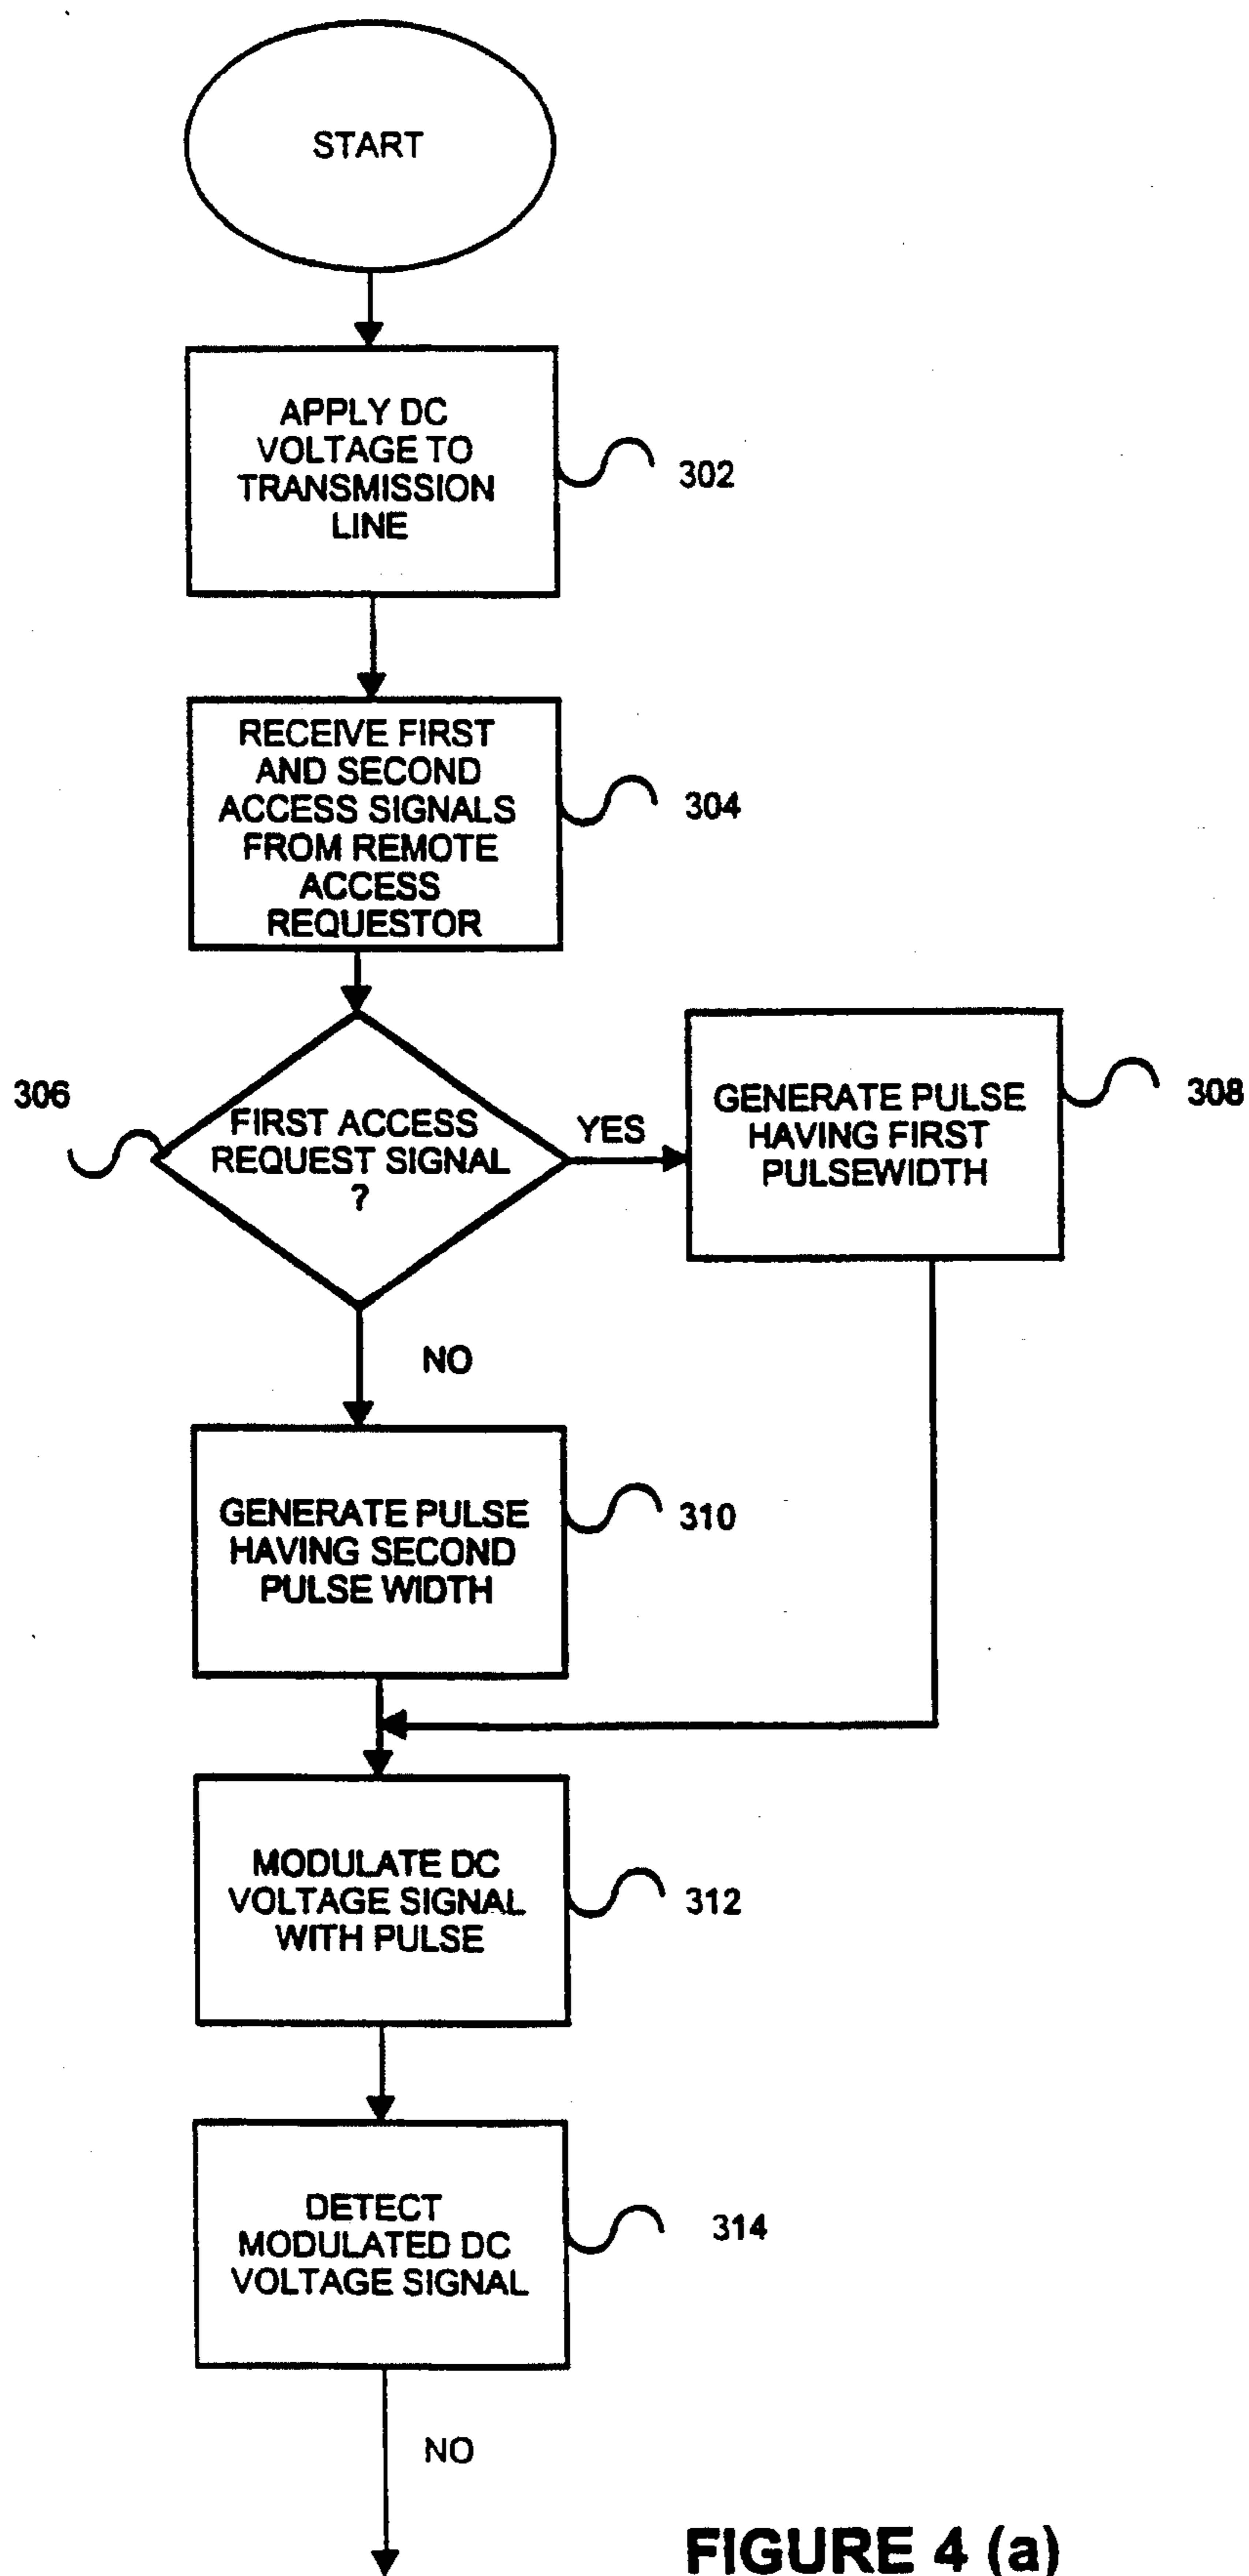 START
APPLY DC
VOLTAGE TO
TRANSMISSION
LINE
302
RECEIVE FIRST
AND SECOND
ACCESS SIGNALS
FROM REMOTE
ACCESS
REQUESTOR
304
306
FIRST ACCESS
REQUEST SIGNAL
?
YES
GENERATE PULSE
HAVING FIRST
PULSEWIDTH
308
NO
GENERATE PULSE
HAVING SECOND
PULSE WIDTH
310
MODULATE DC
VOLTAGE SIGNAL
WITH PULSE
312
DETECT
MODULATED DC
VOLTAGE SIGNAL
314
NO
FIGURE 4 (a)